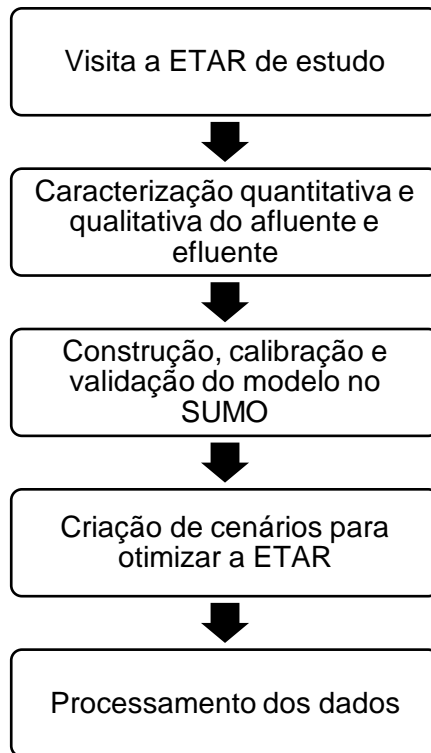 Visita a ETAR de estudo
Caracterização quantitativa e
qualitativa do afluente e
efluente
Construção, calibração e
validação do modelo no
SUMO
Criação de cenários para
otimizar a ETAR
Processamento dos dados